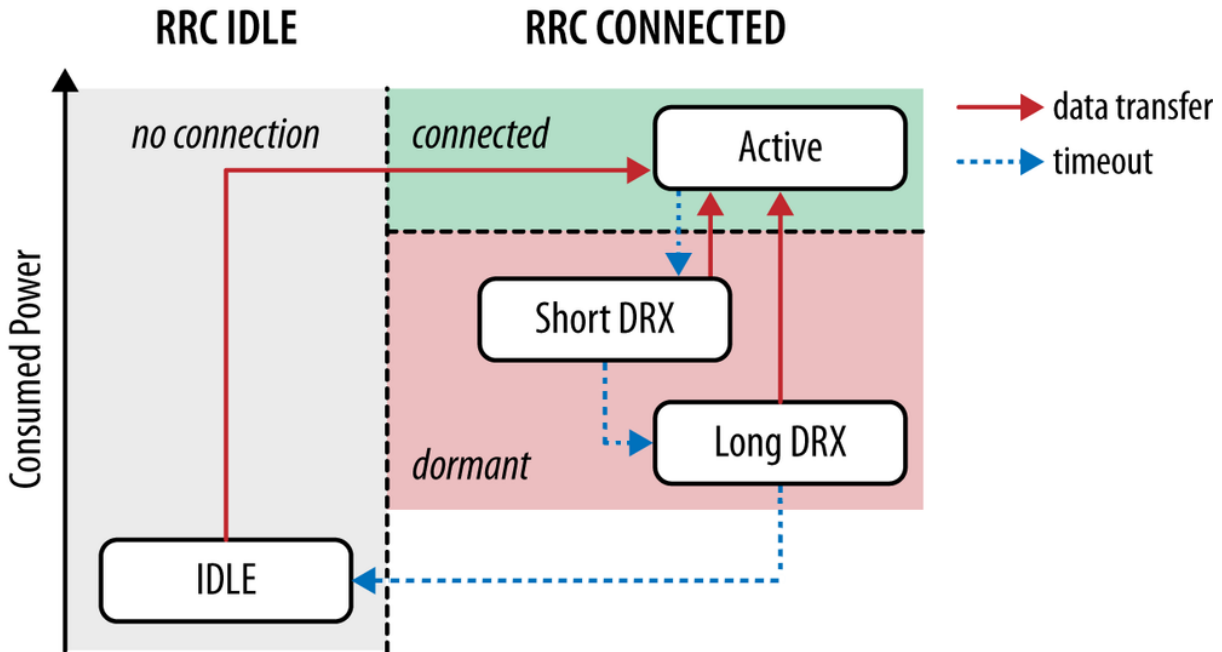 RRC IDLE
RRC CONNECTED
no connection
connected
Active
data transfer
timeout
Short DRX
Consumed Power
Long DRX
dormant
IDLE